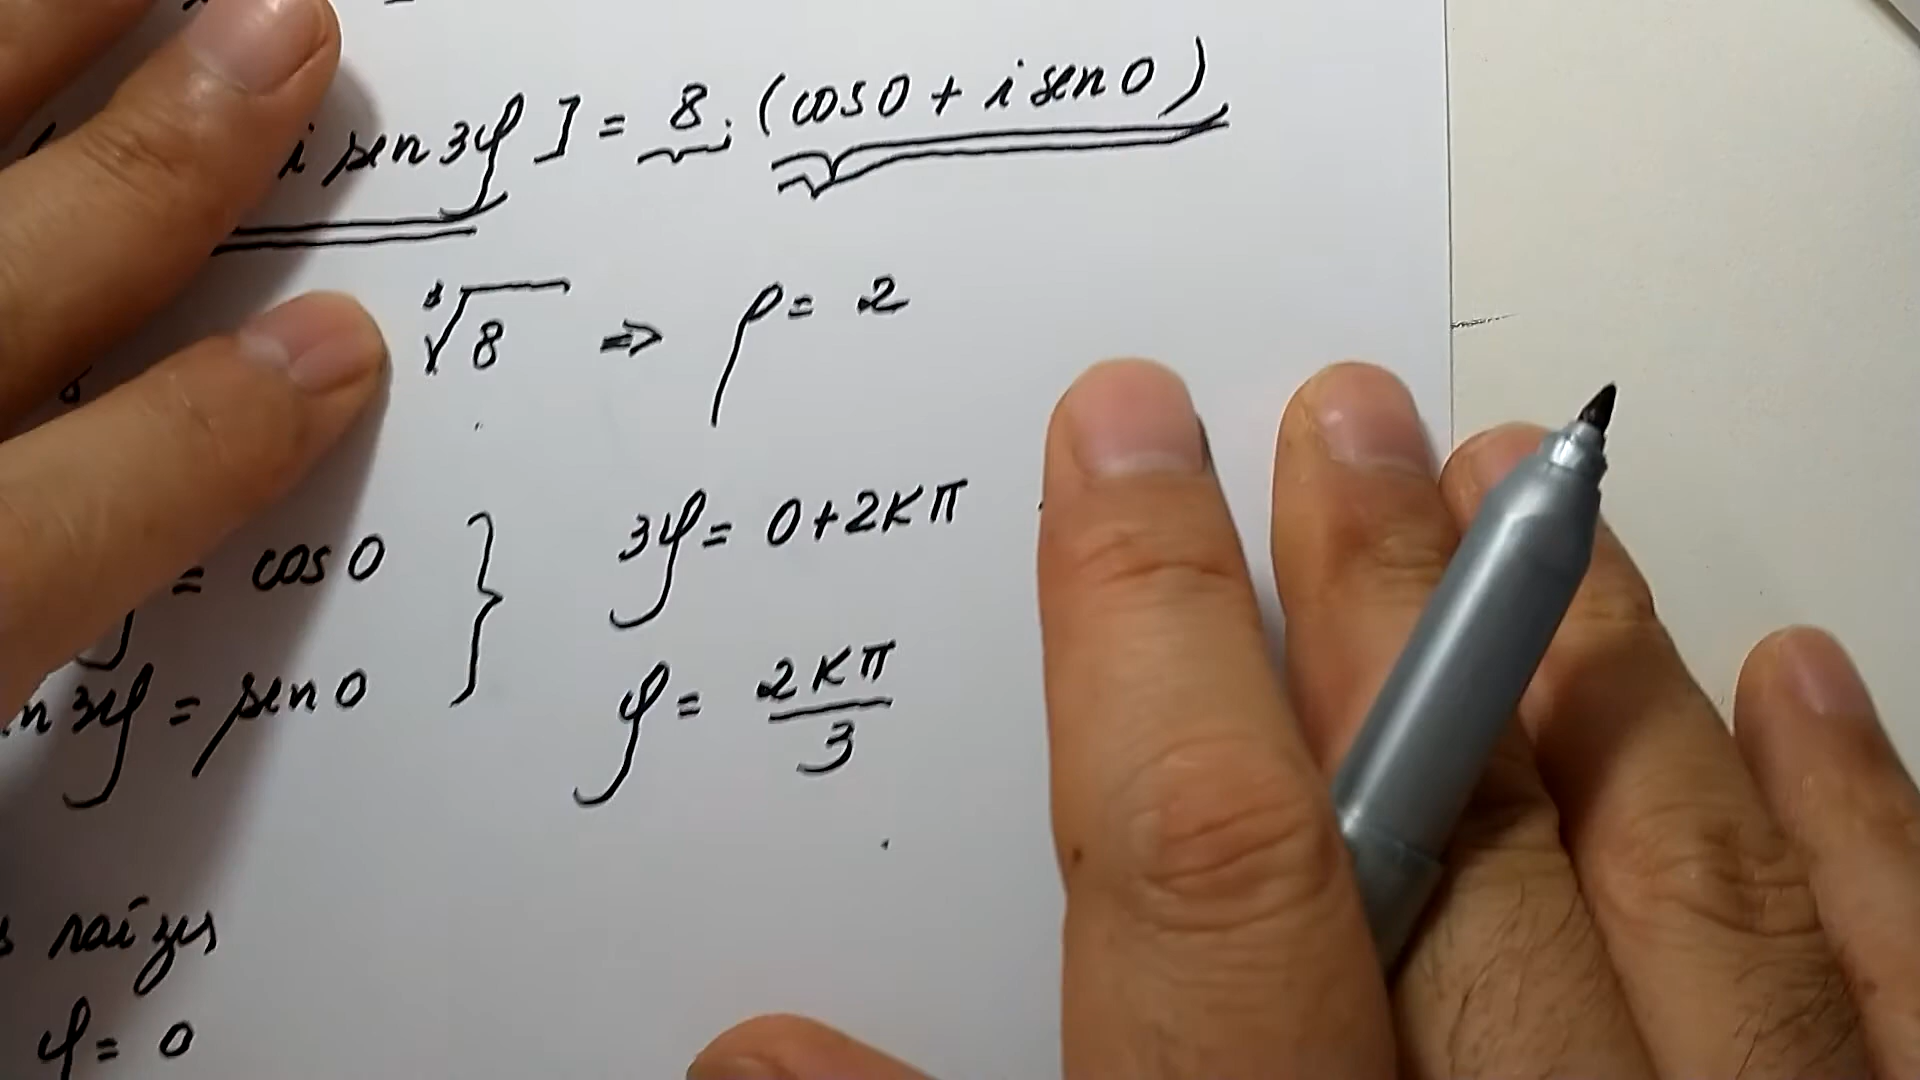 i sen 3φ ] = 8 . (cos 0 + i sen 0)
∛8 ⇒ ρ = 2
= cos 0 } 3φ = 0 + 2Kπ
n 3φ = sen 0 φ = 2Kπ/3
s raízes
φ = 0